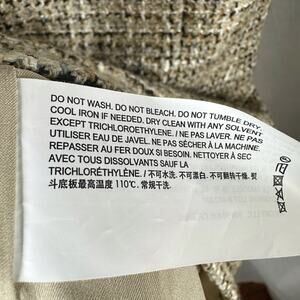 DO NOT WASH. DO NOT BLEACH. DO NOT TUMBLE DRY.
COOL IRON IF NEEDED. DRY CLEAN WITH ANY SOLVENT
EXCEPT TRICHLOROETHYLENE. / NE PAS LAVER. NE PAS
UTILISER EAU DE JAVEL. NE PAS SÉCHER À LA MACHINE.
REPASSER AU FER DOUX SI BESOIN. NETTOYER À SEC
AVEC TOUS DISSOLVANTS SAUF LA
TRICHLORÉTHYLÈNE. / 不可水洗. 不可漂白. 不可翻转干燥. 熨
斗底板最高温度 110℃. 常规干洗.